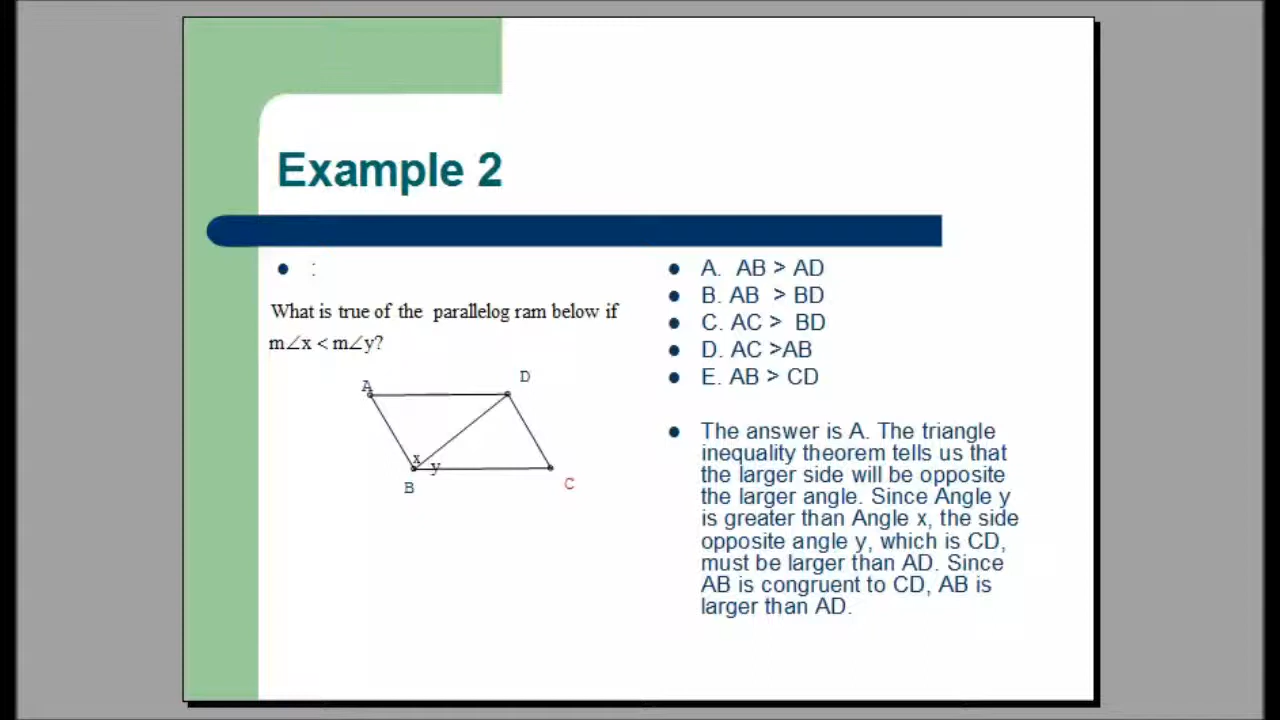 Example 2
:
What is true of the parallelog ram below if
m∠x < m∠y?
A
D
x
y
B
C
A. AB > AD
B. AB > BD
C. AC > BD
D. AC >AB
E. AB > CD
The answer is A. The triangle
inequality theorem tells us that
the larger side will be opposite
the larger angle. Since Angle y
is greater than Angle x, the side
opposite angle y, which is CD,
must be larger than AD. Since
AB is congruent to CD, AB is
larger than AD.